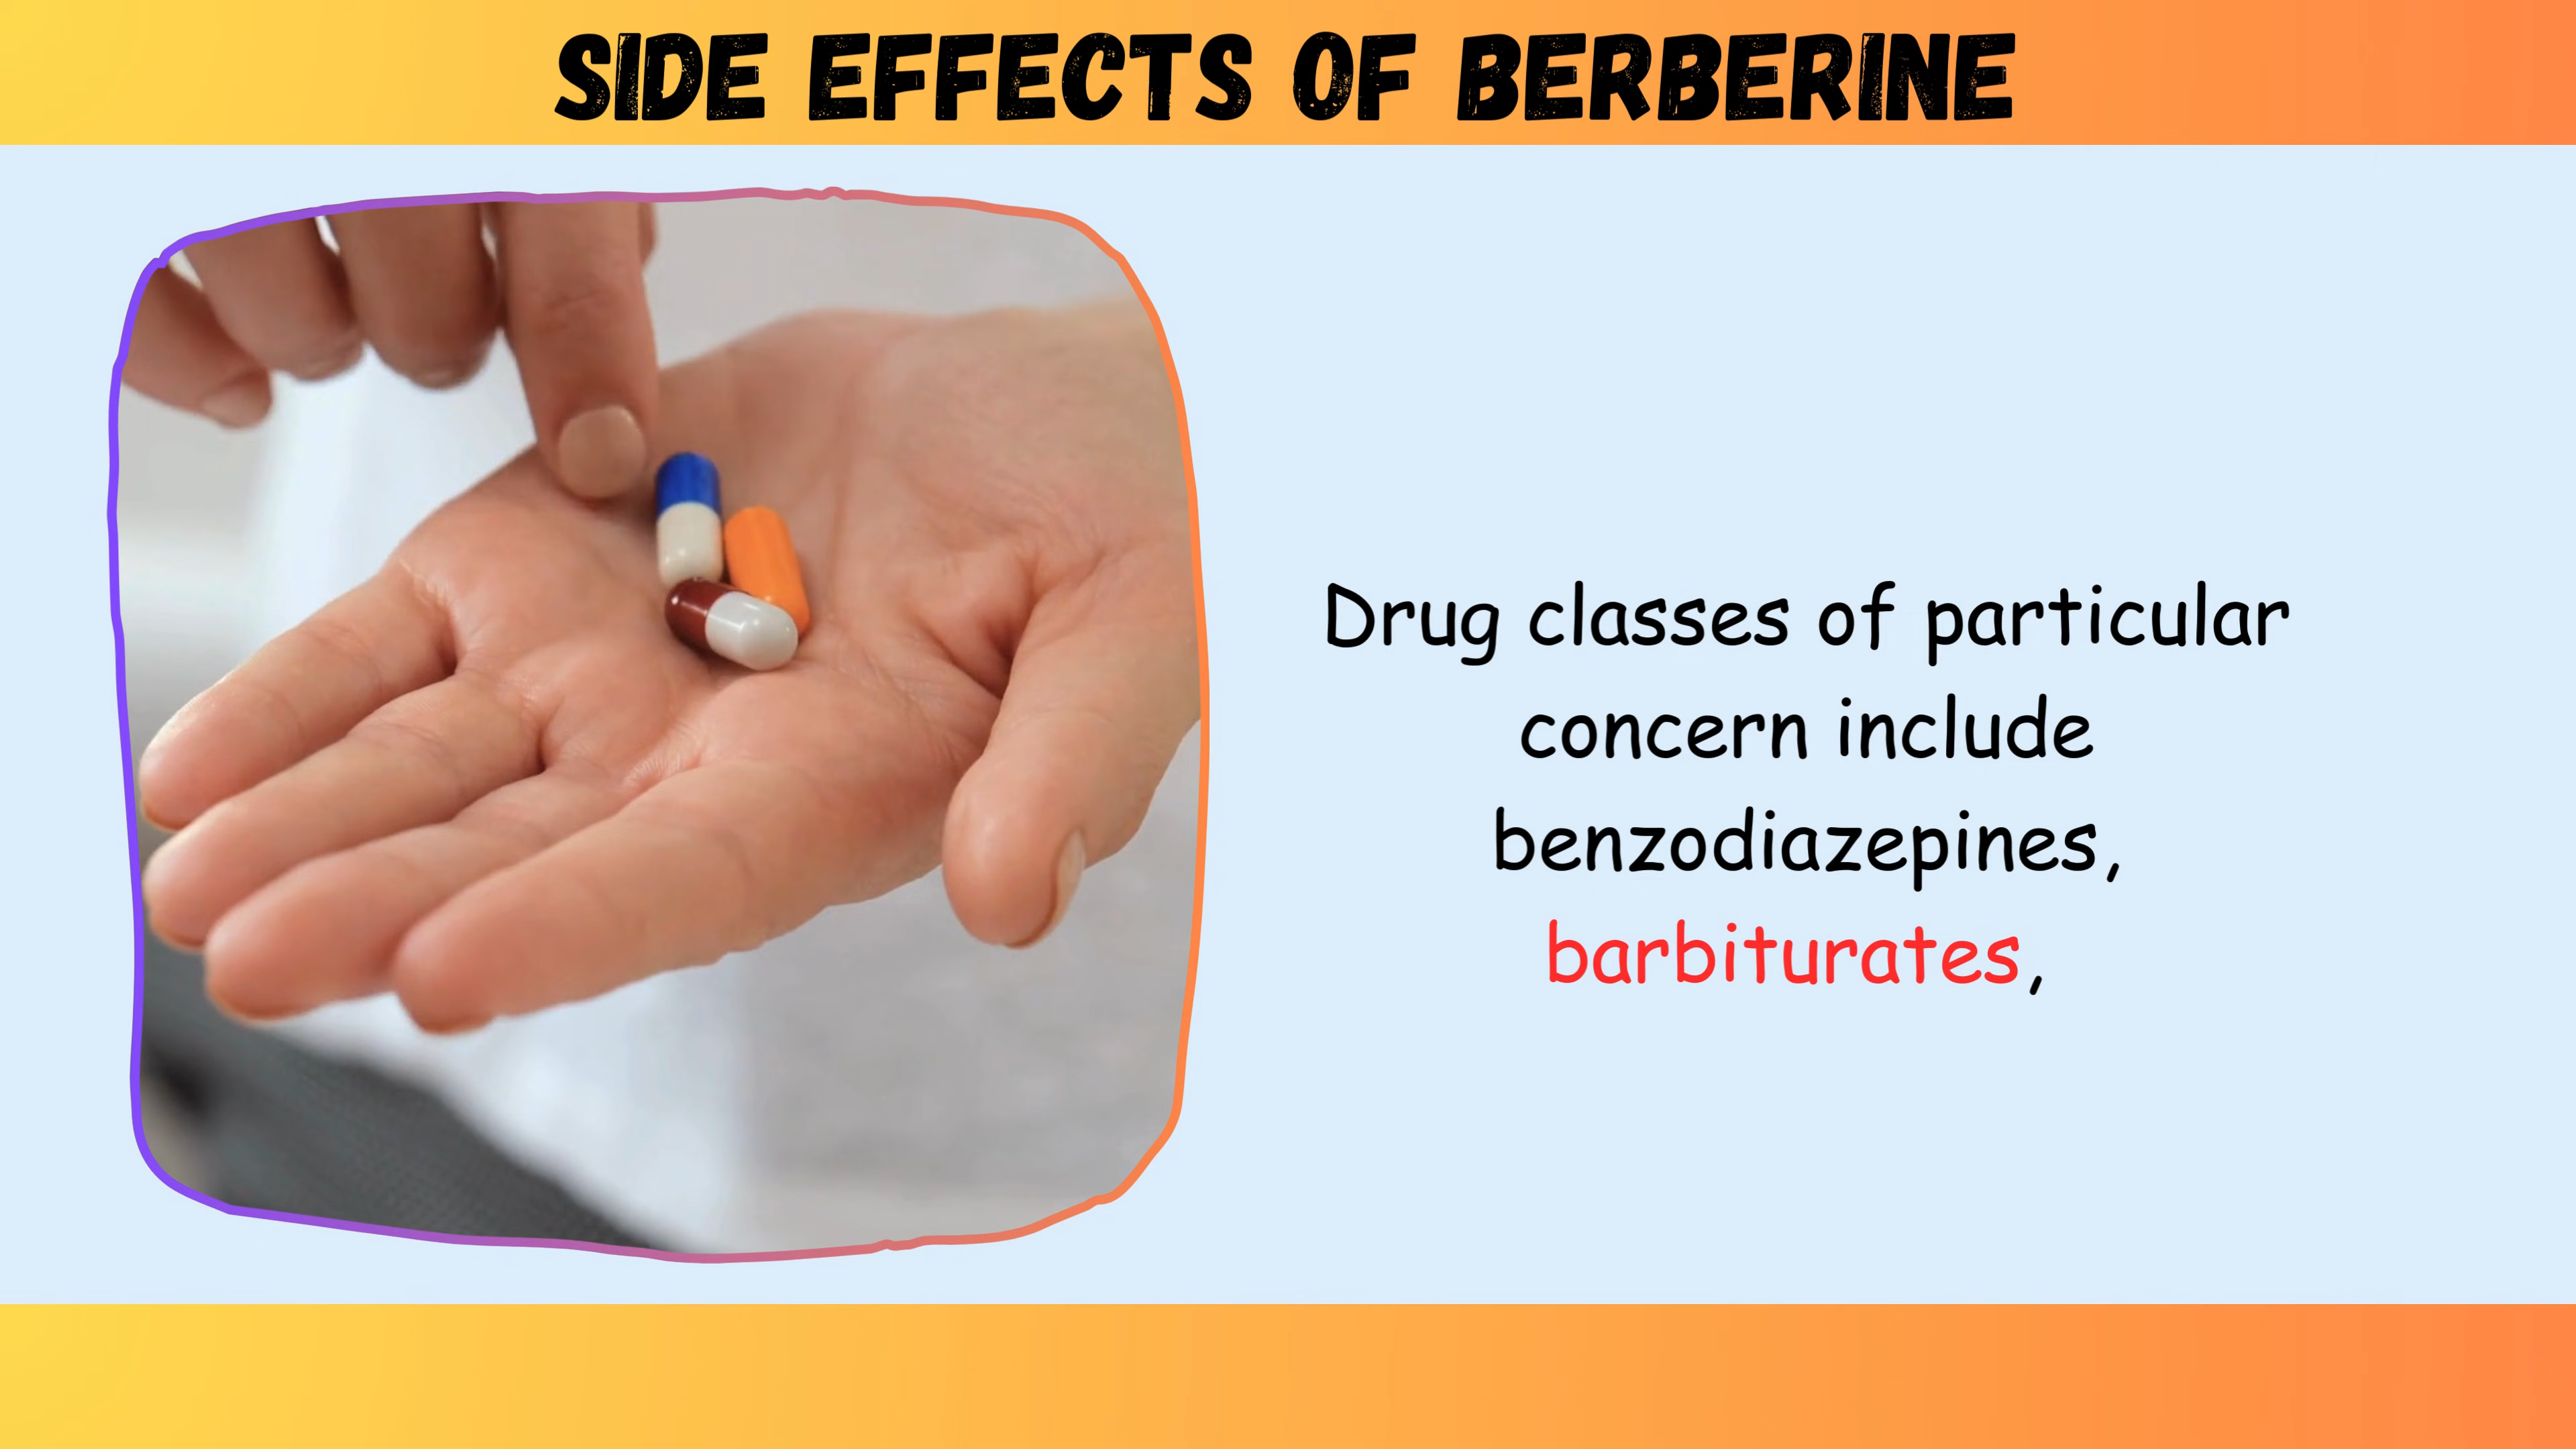 SIDE EFFECTS OF BERBERINE
Drug classes of particular
concern include
benzodiazepines,
barbiturates,